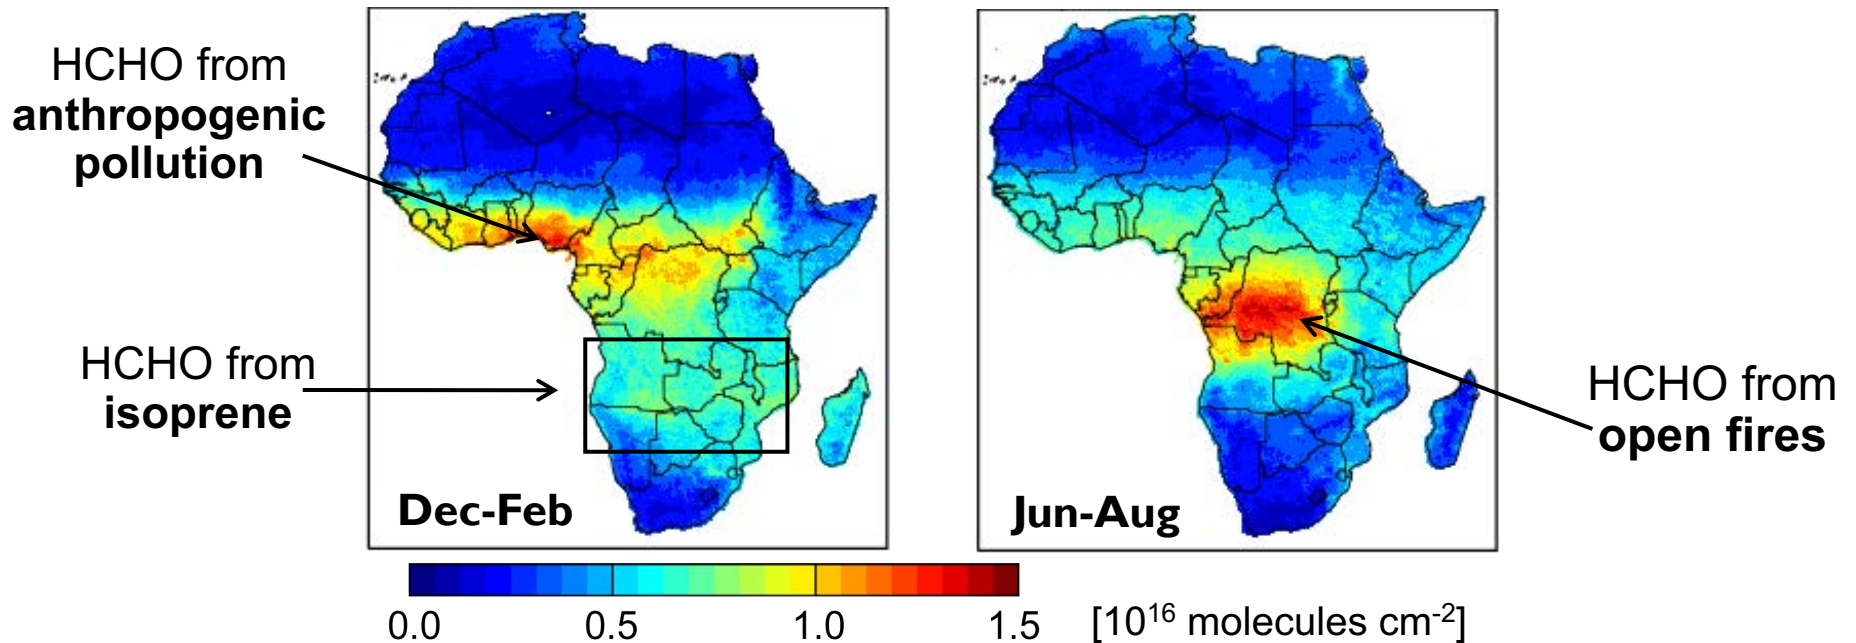 HCHO from
anthropogenic
pollution
HCHO from
isoprene
Dec-Feb
Jun-Aug
HCHO from
open fires
0.0 0.5 1.0 1.5 [10¹⁶ molecules cm⁻²]